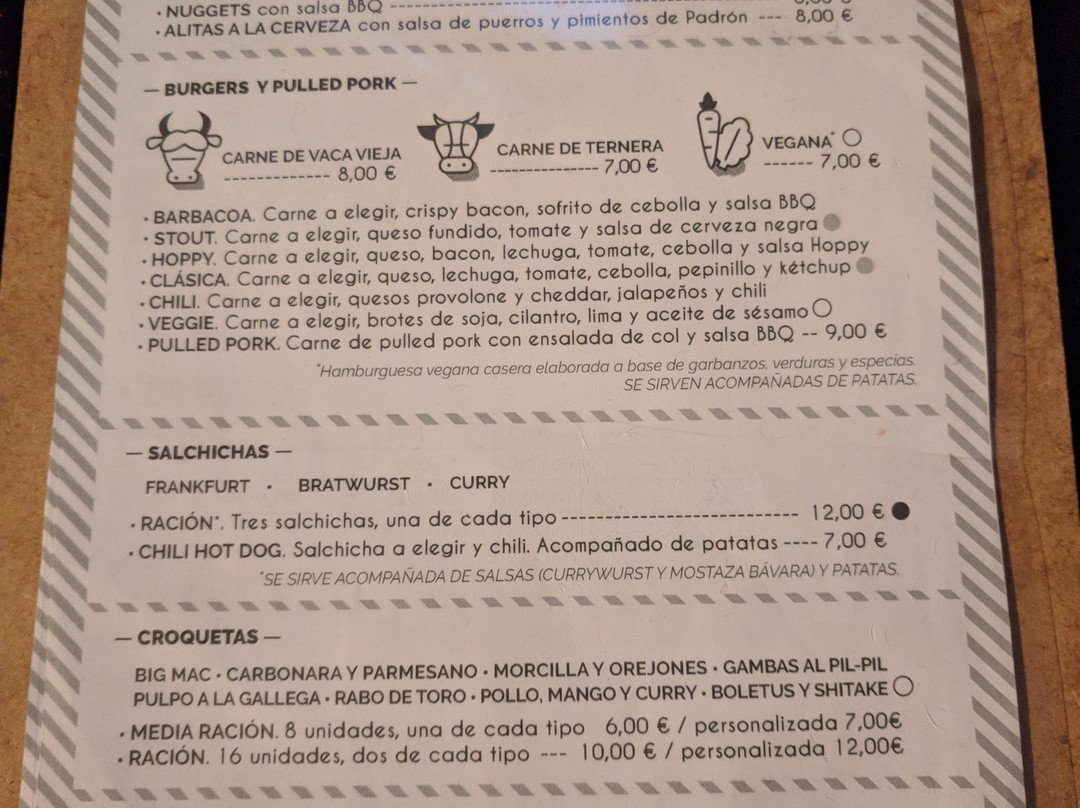 · NUGGETS con salsa BBQ
· ALITAS A LA CERVEZA con salsa de puerros y pimientos de Padrón --- 8,00 €
— BURGERS Y PULLED PORK —
CARNE DE VACA VIEJA
------------- 8,00 €
CARNE DE TERNERA
--------------- 7,00 €
VEGANA*
------ 7,00 €
· BARBACOA. Carne a elegir, crispy bacon, sofrito de cebolla y salsa BBQ
· STOUT. Carne a elegir, queso fundido, tomate y salsa de cerveza negra
· HOPPY. Carne a elegir, queso, bacon, lechuga, tomate, cebolla y salsa Hoppy
· CLÁSICA. Carne a elegir, queso, lechuga, tomate, cebolla, pepinillo y kétchup
· CHILI. Carne a elegir, quesos provolone y cheddar, jalapeños y chili
· VEGGIE. Carne a elegir, brotes de soja, cilantro, lima y aceite de sésamo
· PULLED PORK. Carne de pulled pork con ensalada de col y salsa BBQ -- 9,00 €
*Hamburguesa vegana casera elaborada a base de garbanzos, verduras y especias.
SE SIRVEN ACOMPAÑADAS DE PATATAS.
— SALCHICHAS —
FRANKFURT · BRATWURST · CURRY
· RACIÓN*. Tres salchichas, una de cada tipo -------------------------- 12,00 €
· CHILI HOT DOG. Salchicha a elegir y chili. Acompañado de patatas ---- 7,00 €
*SE SIRVE ACOMPAÑADA DE SALSAS (CURRYWURST Y MOSTAZA BÁVARA) Y PATATAS.
— CROQUETAS —
BIG MAC · CARBONARA Y PARMESANO · MORCILLA Y OREJONES · GAMBAS AL PIL-PIL
PULPO A LA GALLEGA · RABO DE TORO · POLLO, MANGO Y CURRY · BOLETUS Y SHITAKE
· MEDIA RACIÓN. 8 unidades, una de cada tipo 6,00 € / personalizada 7,00€
· RACIÓN. 16 unidades, dos de cada tipo --- 10,00 € / personalizada 12,00€